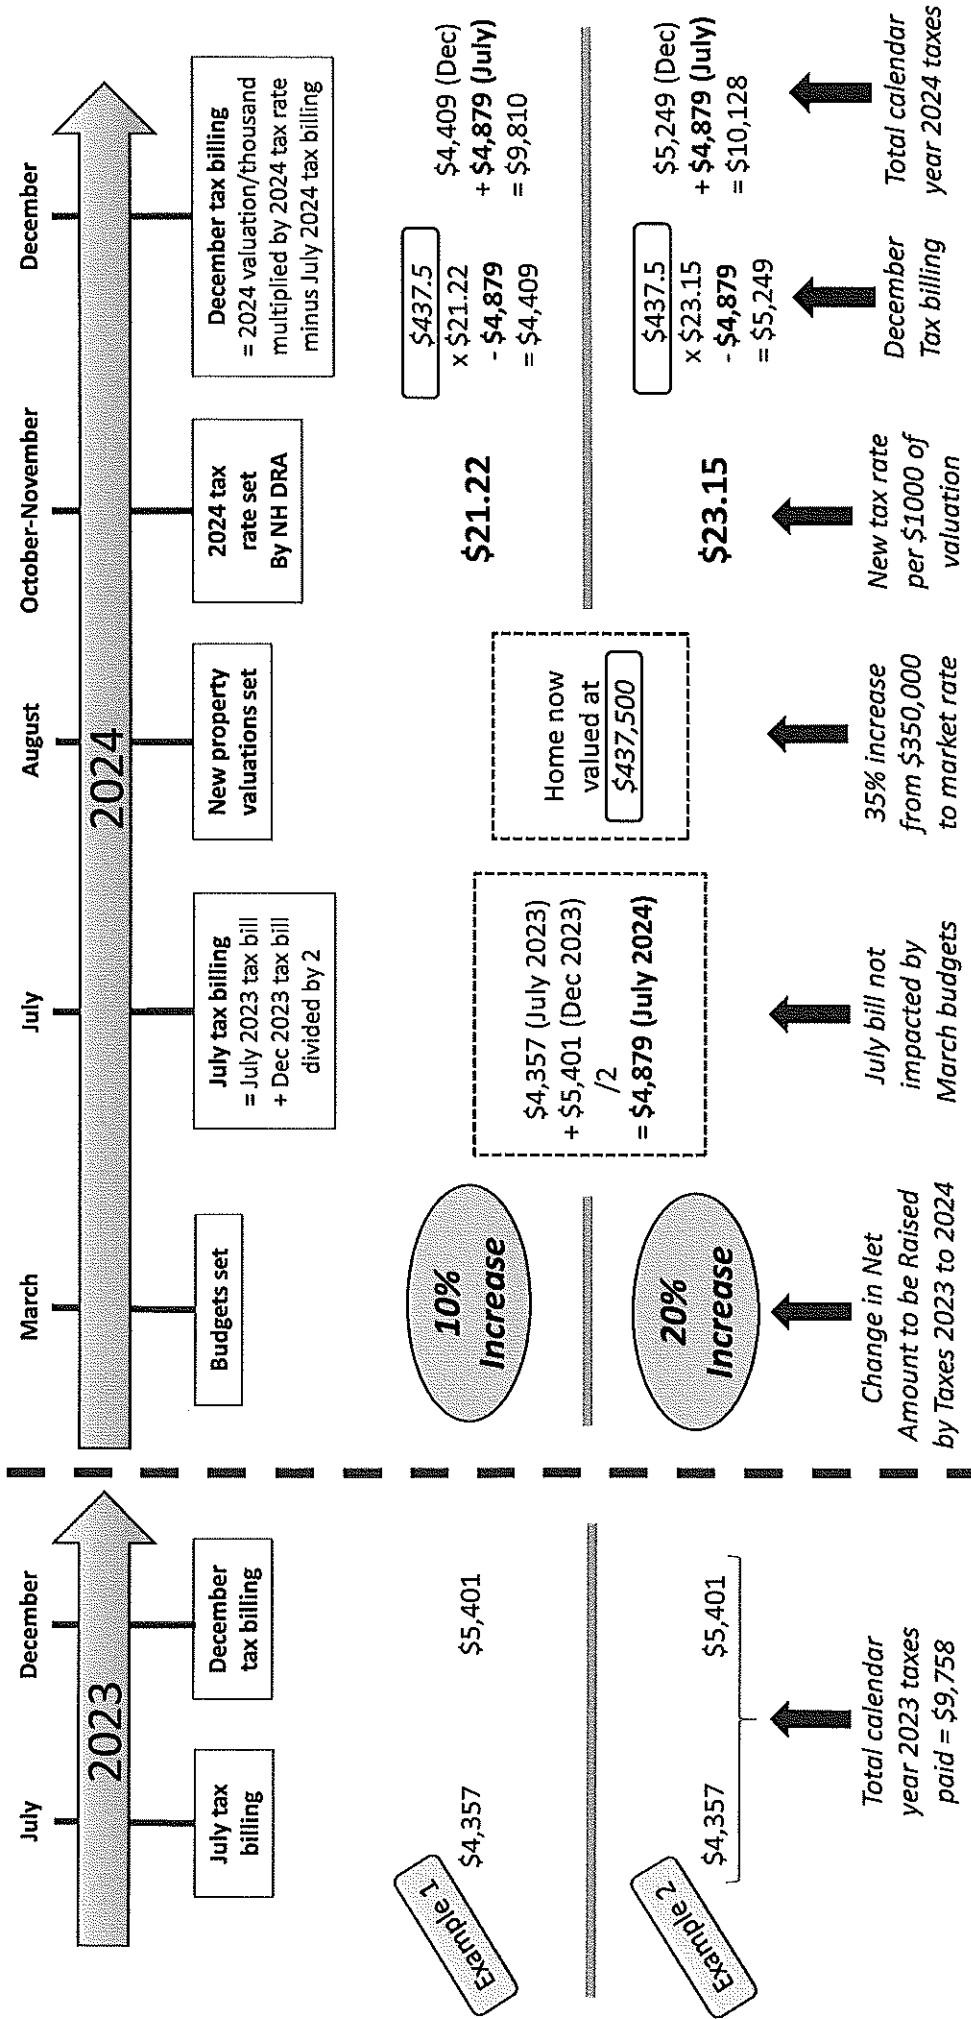 July
December
2023
July tax
billing
December
tax billing
Example 1
$4,357
$5,401
Example 2
$4,357
$5,401
Total calendar
year 2023 taxes
paid = $9,758
March
July
August
October-November
December
2024
Budgets set
July tax billing
= July 2023 tax bill
+ Dec 2023 tax bill
divided by 2
New property
valuations set
2024 tax
rate set
By NH DRA
December tax billing
= 2024 valuation/thousand
multiplied by 2024 tax rate
minus July 2024 tax billing
10%
Increase
20%
Increase
$4,357 (July 2023)
+ $5,401 (Dec 2023)
/2
= $4,879 (July 2024)
Home now
valued at
$437,500
$21.22
$437.5
x $21.22
- $4,879
= $4,409
$4,409 (Dec)
+ $4,879 (July)
= $9,810
$23.15
$437.5
x $23.15
- $4,879
= $5,249
$5,249 (Dec)
+ $4,879 (July)
= $10,128
Change in Net
Amount to be Raised
by Taxes 2023 to 2024
July bill not
impacted by
March budgets
35% increase
from $350,000
to market rate
New tax rate
per $1000 of
valuation
December
Tax billing
Total calendar
year 2024 taxes